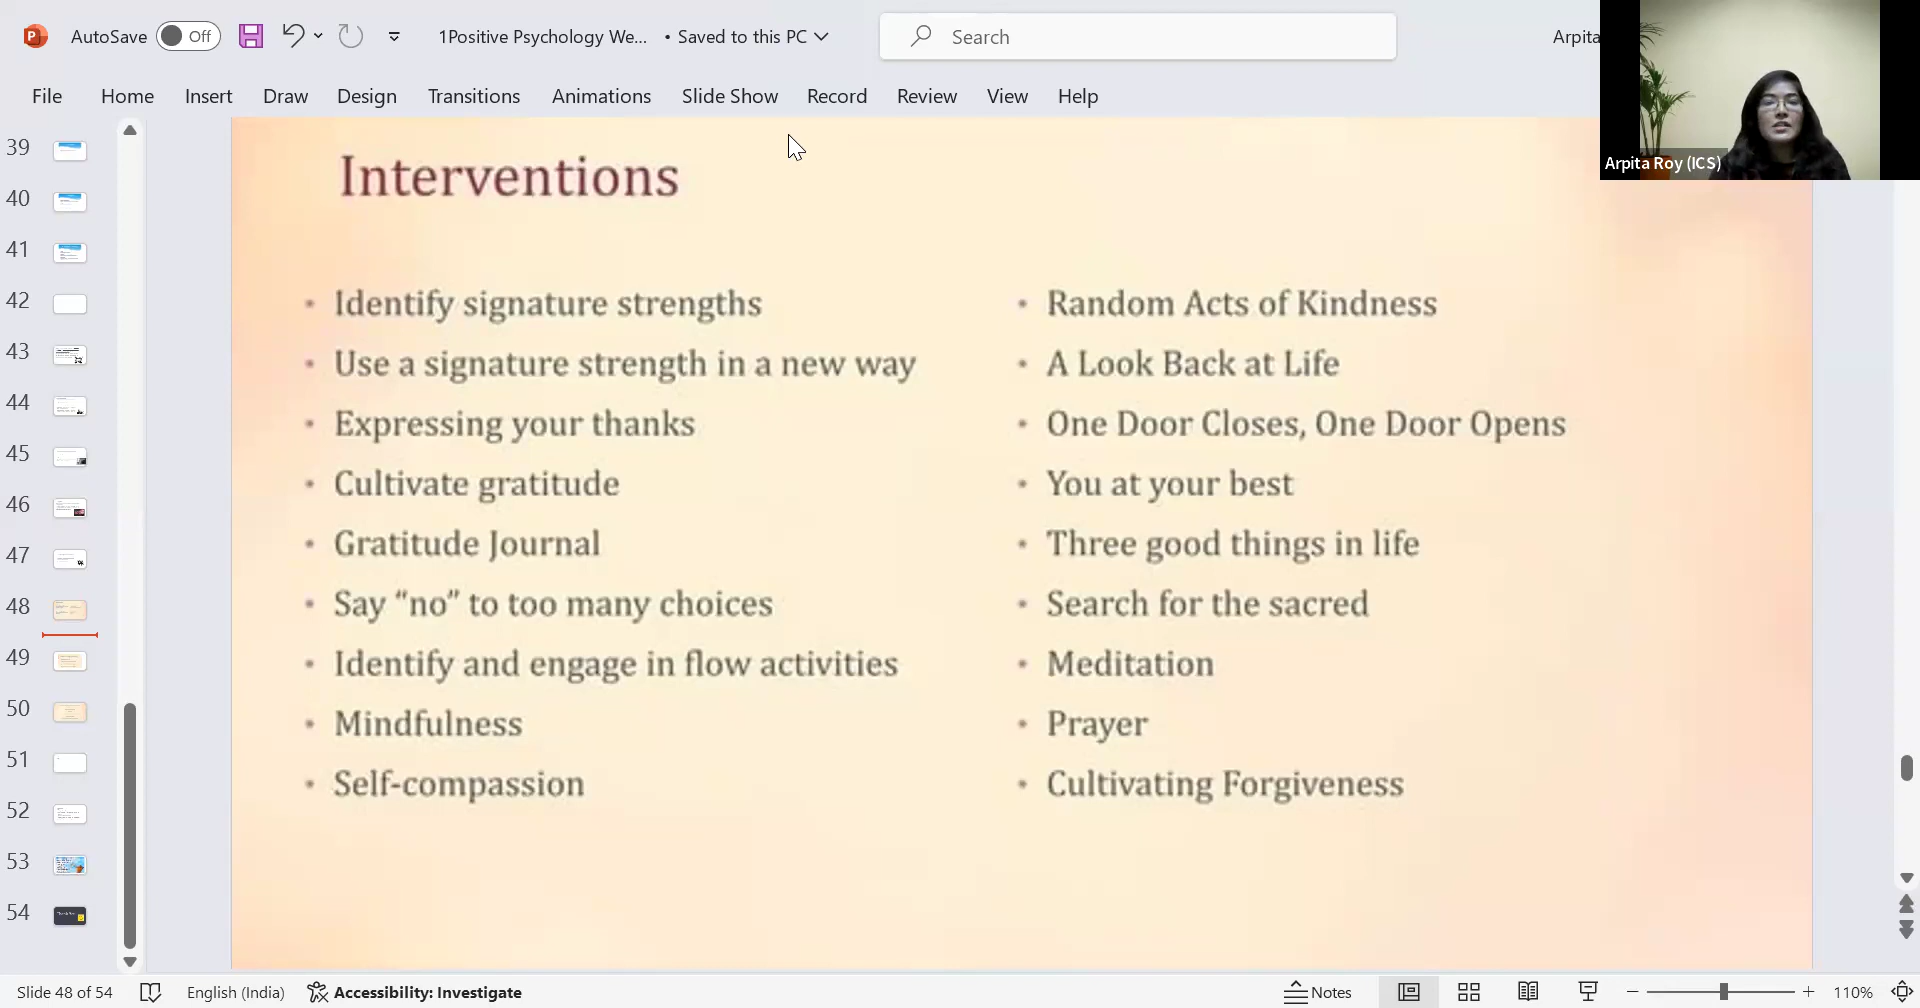 AutoSave
Off
1Positive Psychology We... • Saved to this PC
Search
Arpita
File Home Insert Draw Design Transitions Animations Slide Show Record Review View Help
Arpita Roy (ICS)
39
40
41
42
43
44
45
46
47
48
49
50
51
52
53
54
Interventions
• Identify signature strengths
• Use a signature strength in a new way
• Expressing your thanks
• Cultivate gratitude
• Gratitude Journal
• Say “no” to too many choices
• Identify and engage in flow activities
• Mindfulness
• Self-compassion
• Random Acts of Kindness
• A Look Back at Life
• One Door Closes, One Door Opens
• You at your best
• Three good things in life
• Search for the sacred
• Meditation
• Prayer
• Cultivating Forgiveness
Slide 48 of 54 English (India) Accessibility: Investigate Notes 110%